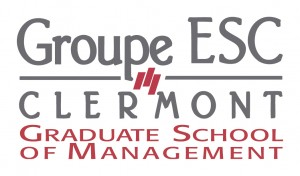 Groupe ESC
CLERMONT
GRADUATE SCHOOL
OF MANAGEMENT